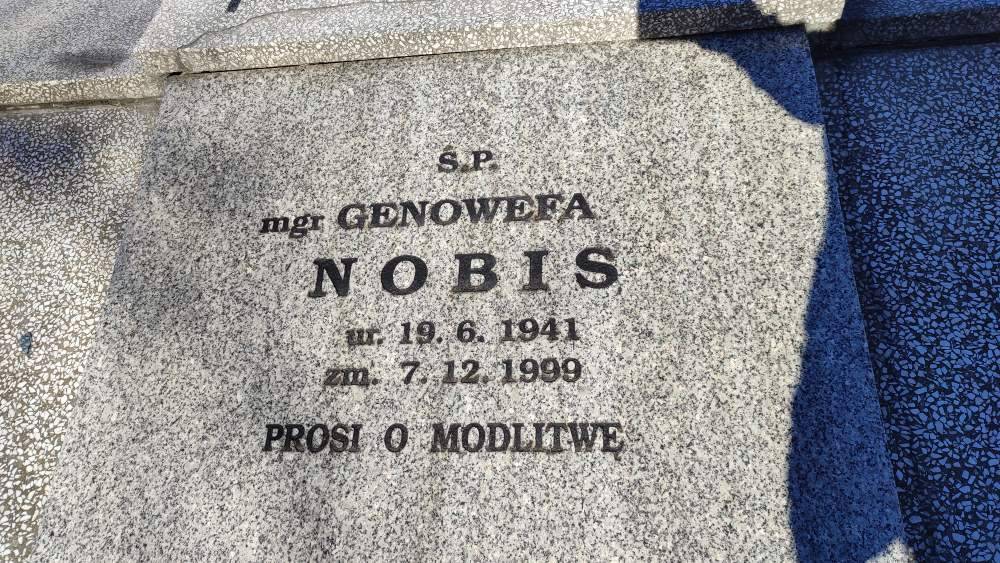 Ś.P.
mgr GENOWEFA
NOBIS
ur. 19. 6. 1941
zm. 7. 12. 1999
PROSI O MODLITWĘ